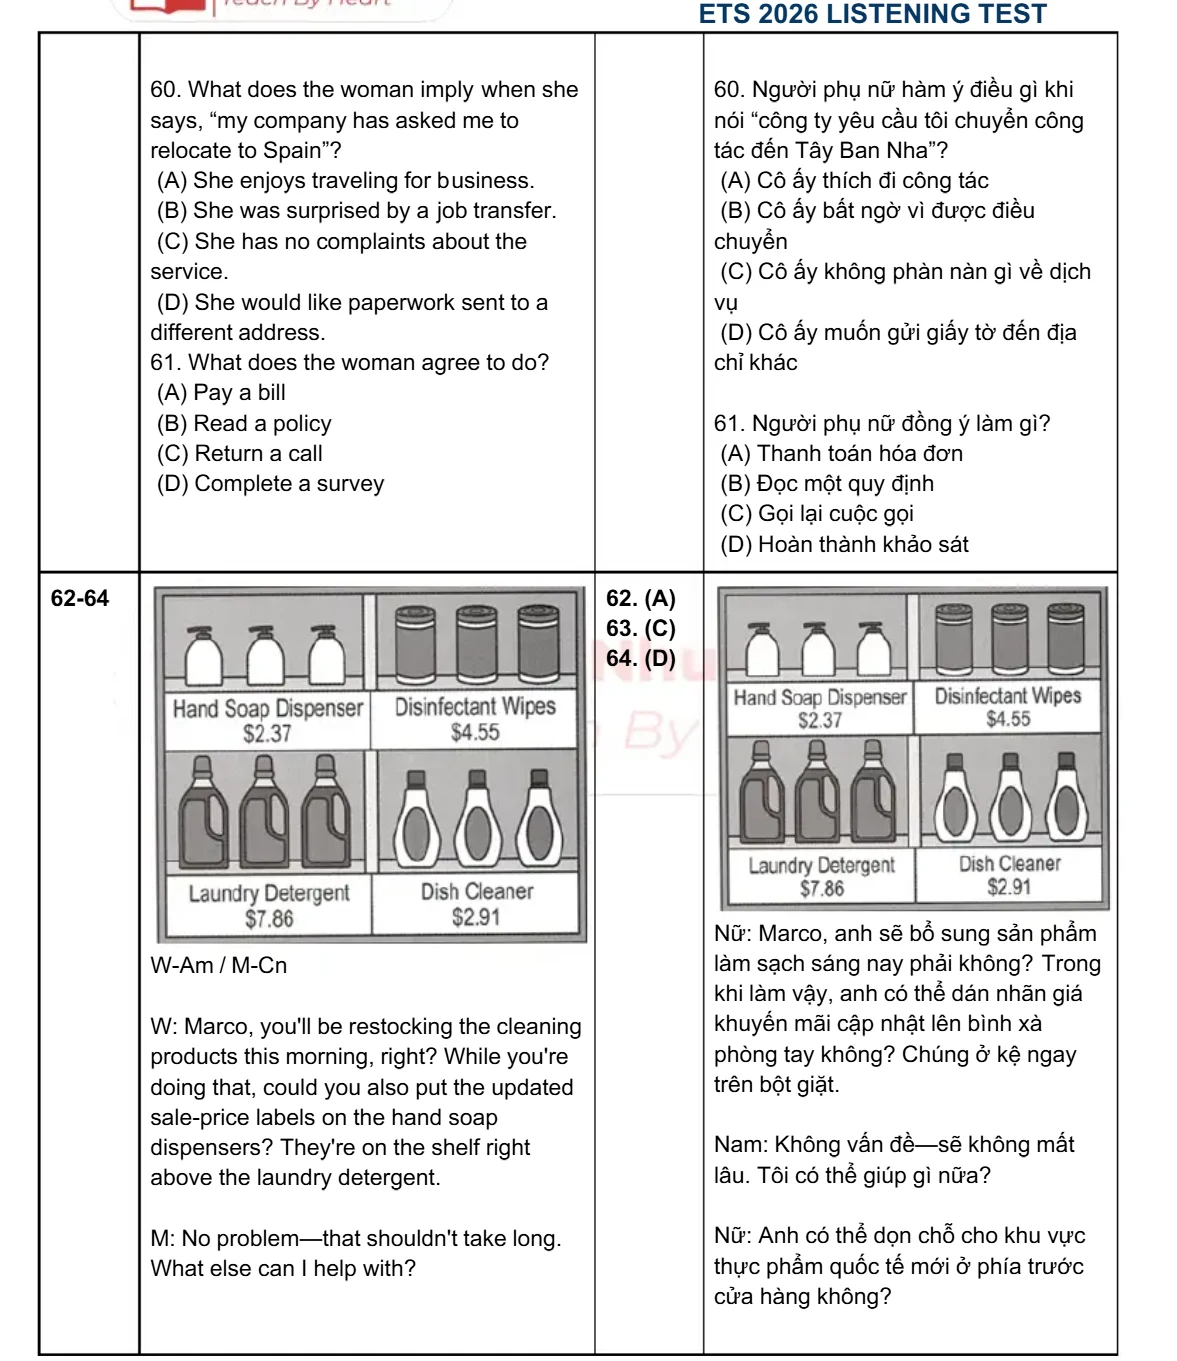 Teach By Heart
ETS 2026 LISTENING TEST
60. What does the woman imply when she
says, “my company has asked me to
relocate to Spain”?
(A) She enjoys traveling for business.
(B) She was surprised by a job transfer.
(C) She has no complaints about the
service.
(D) She would like paperwork sent to a
different address.
61. What does the woman agree to do?
(A) Pay a bill
(B) Read a policy
(C) Return a call
(D) Complete a survey
60. Người phụ nữ hàm ý điều gì khi
nói “công ty yêu cầu tôi chuyển công
tác đến Tây Ban Nha”?
(A) Cô ấy thích đi công tác
(B) Cô ấy bất ngờ vì được điều
chuyển
(C) Cô ấy không phàn nàn gì về dịch
vụ
(D) Cô ấy muốn gửi giấy tờ đến địa
chỉ khác
61. Người phụ nữ đồng ý làm gì?
(A) Thanh toán hóa đơn
(B) Đọc một quy định
(C) Gọi lại cuộc gọi
(D) Hoàn thành khảo sát
62-64
Hand Soap Dispenser
$2.37
Disinfectant Wipes
$4.55
Laundry Detergent
$7.86
Dish Cleaner
$2.91
W-Am / M-Cn
W: Marco, you'll be restocking the cleaning
products this morning, right? While you're
doing that, could you also put the updated
sale-price labels on the hand soap
dispensers? They're on the shelf right
above the laundry detergent.
M: No problem—that shouldn't take long.
What else can I help with?
62. (A)
63. (C)
64. (D)
Nhu
By
Hand Soap Dispenser
$2.37
Disinfectant Wipes
$4.55
Laundry Detergent
$7.86
Dish Cleaner
$2.91
Nữ: Marco, anh sẽ bổ sung sản phẩm
làm sạch sáng nay phải không? Trong
khi làm vậy, anh có thể dán nhãn giá
khuyến mãi cập nhật lên bình xà
phòng tay không? Chúng ở kệ ngay
trên bột giặt.
Nam: Không vấn đề—sẽ không mất
lâu. Tôi có thể giúp gì nữa?
Nữ: Anh có thể dọn chỗ cho khu vực
thực phẩm quốc tế mới ở phía trước
cửa hàng không?